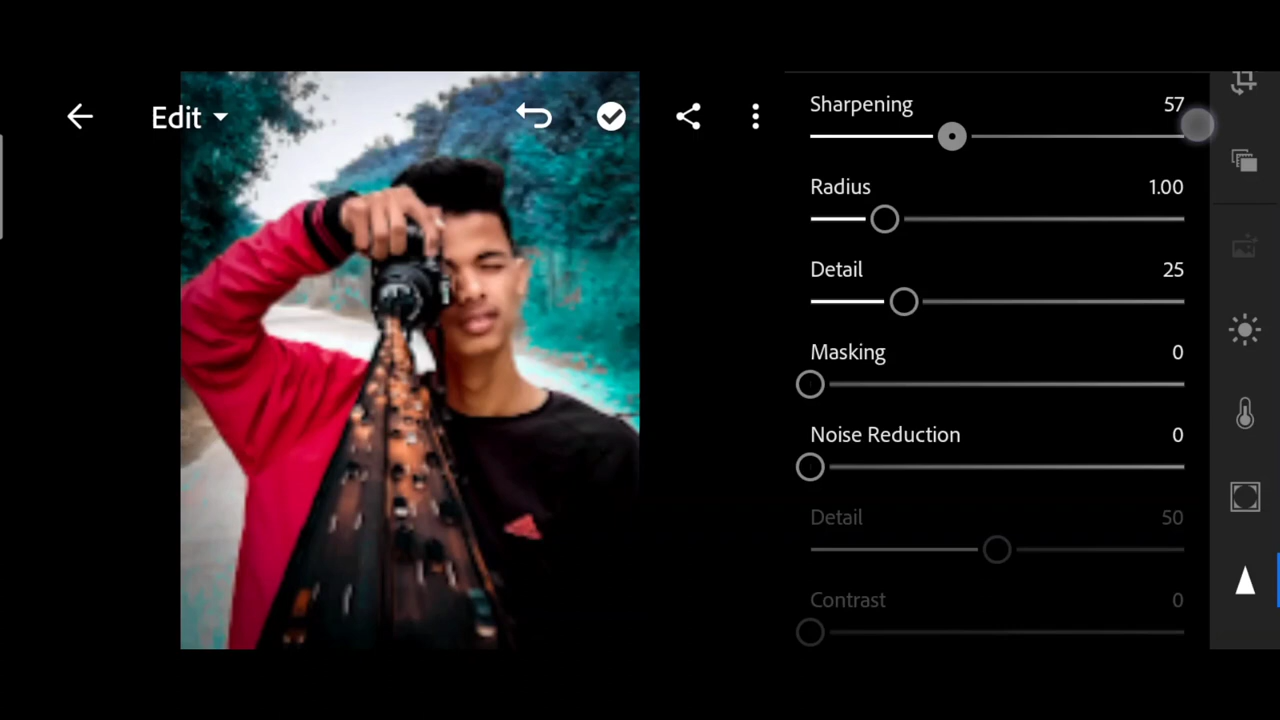 Edit
Sharpening 57
Radius 1.00
Detail 25
Masking 0
Noise Reduction 0
Detail 50
Contrast 0